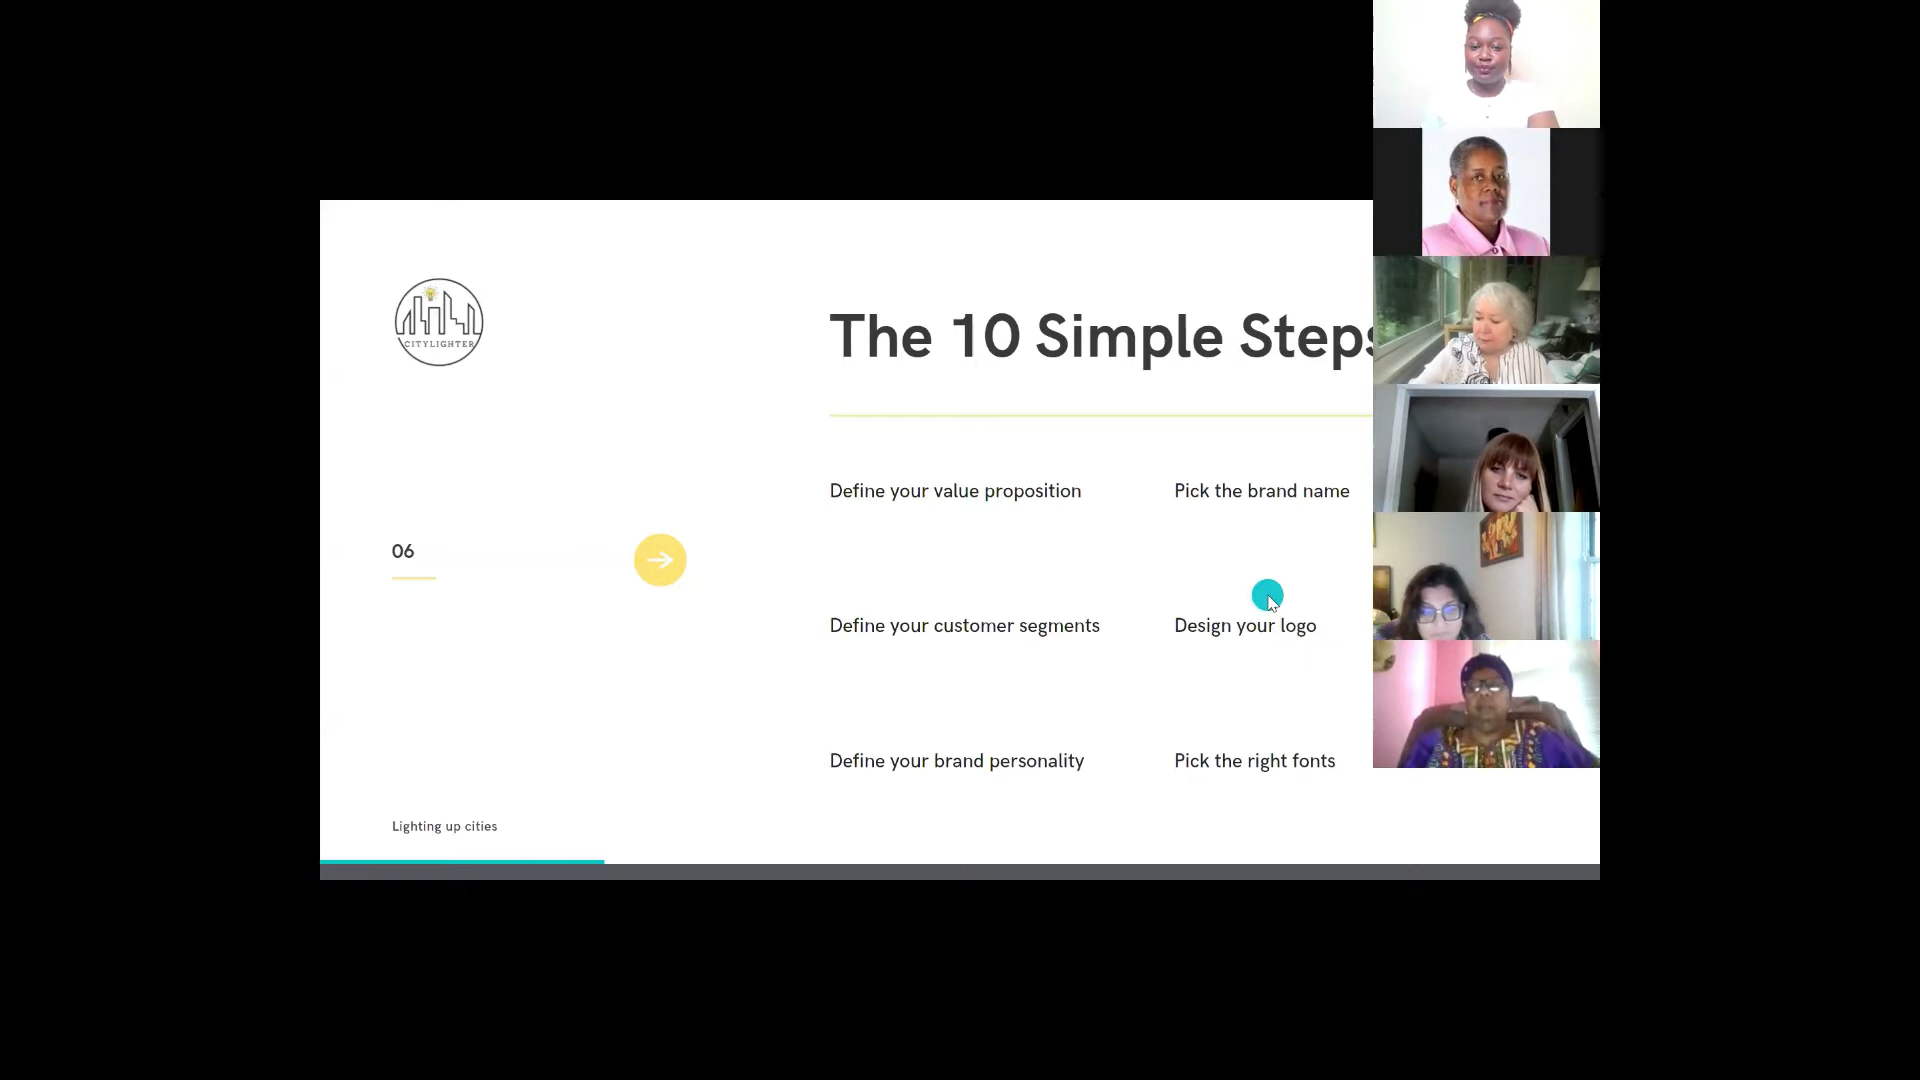 CITYLIGHTER
The 10 Simple Steps
Define your value proposition
Pick the brand name
06
Define your customer segments
Design your logo
Define your brand personality
Pick the right fonts
Lighting up cities